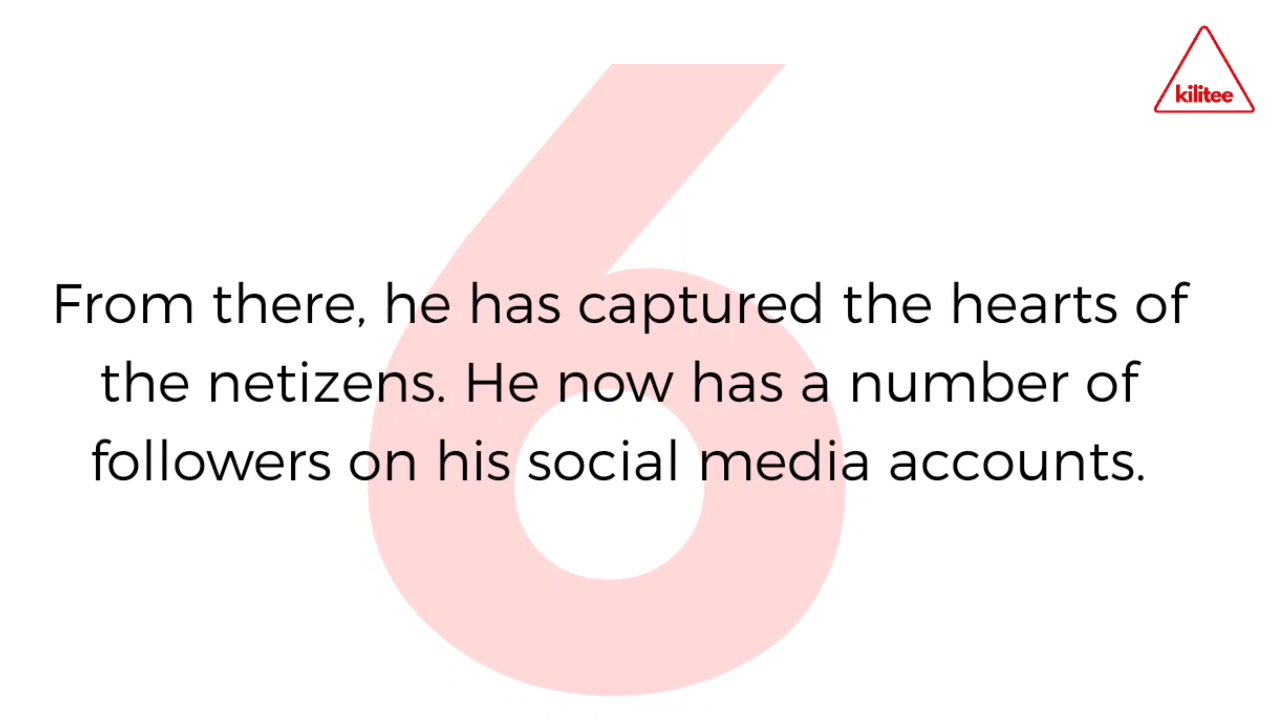 kilitee
6
From there, he has captured the hearts of
the netizens. He now has a number of
followers on his social media accounts.